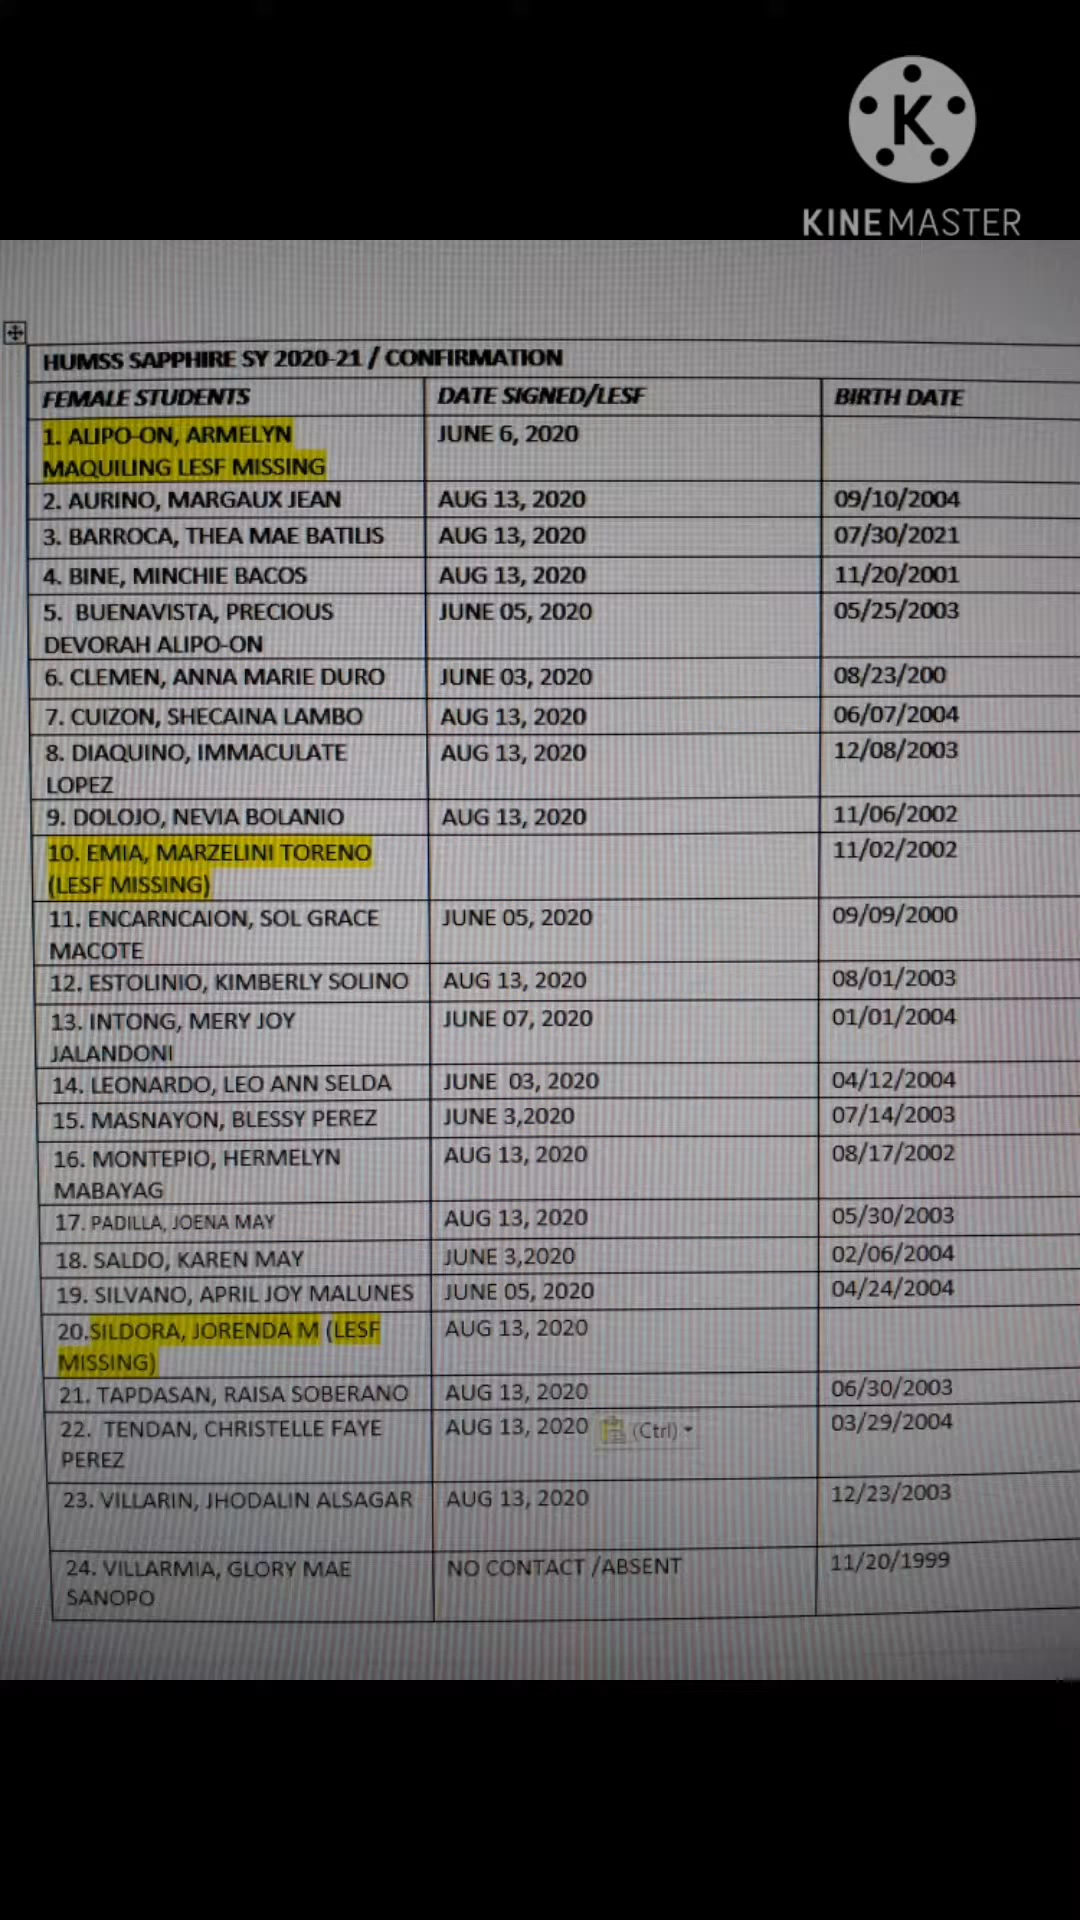 K
KINEMASTER
HUMSS SAPPHIRE SY 2020-21 / CONFIRMATION
FEMALE STUDENTS DATE SIGNED/LESF BIRTH DATE
1. ALIPO-ON, ARMELYN JUNE 6, 2020
MAQUILING LESF MISSING
2. AURINO, MARGAUX JEAN AUG 13, 2020 09/10/2004
3. BARROCA, THEA MAE BATILIS AUG 13, 2020 07/30/2021
4. BINE, MINCHIE BACOS AUG 13, 2020 11/20/2001
5. BUENAVISTA, PRECIOUS JUNE 05, 2020 05/25/2003
DEVORAH ALIPO-ON
6. CLEMEN, ANNA MARIE DURO JUNE 03, 2020 08/23/200
7. CUIZON, SHECAINA LAMBO AUG 13, 2020 06/07/2004
8. DIAQUINO, IMMACULATE AUG 13, 2020 12/08/2003
LOPEZ
9. DOLOJO, NEVIA BOLANIO AUG 13, 2020 11/06/2002
10. EMIA, MARZELINI TORENO 11/02/2002
(LESF MISSING)
11. ENCARNCAION, SOL GRACE JUNE 05, 2020 09/09/2000
MACOTE
12. ESTOLINIO, KIMBERLY SOLINO AUG 13, 2020 08/01/2003
13. INTONG, MERY JOY JUNE 07, 2020 01/01/2004
JALANDONI
14. LEONARDO, LEO ANN SELDA JUNE 03, 2020 04/12/2004
15. MASNAYON, BLESSY PEREZ JUNE 3,2020 07/14/2003
16. MONTEPIO, HERMELYN AUG 13, 2020 08/17/2002
MABAYAG
17. PADILLA, JOENA MAY AUG 13, 2020 05/30/2003
18. SALDO, KAREN MAY JUNE 3,2020 02/06/2004
19. SILVANO, APRIL JOY MALUNES JUNE 05, 2020 04/24/2004
20.SILDORA, JORENDA M (LESF AUG 13, 2020
MISSING)
21. TAPDASAN, RAISA SOBERANO AUG 13, 2020 06/30/2003
22. TENDAN, CHRISTELLE FAYE AUG 13, 2020 (Ctrl) 03/29/2004
PEREZ
23. VILLARIN, JHODALIN ALSAGAR AUG 13, 2020 12/23/2003
24. VILLARMIA, GLORY MAE NO CONTACT /ABSENT 11/20/1999
SANOPO